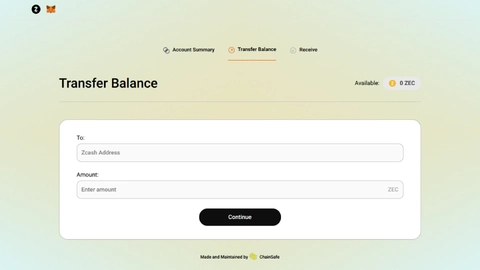 Account Summary
Transfer Balance
Receive
Transfer Balance
Available:
0 ZEC
To:
Zcash Address
Amount:
Enter amount
ZEC
Continue
Made and Maintained by ChainSafe